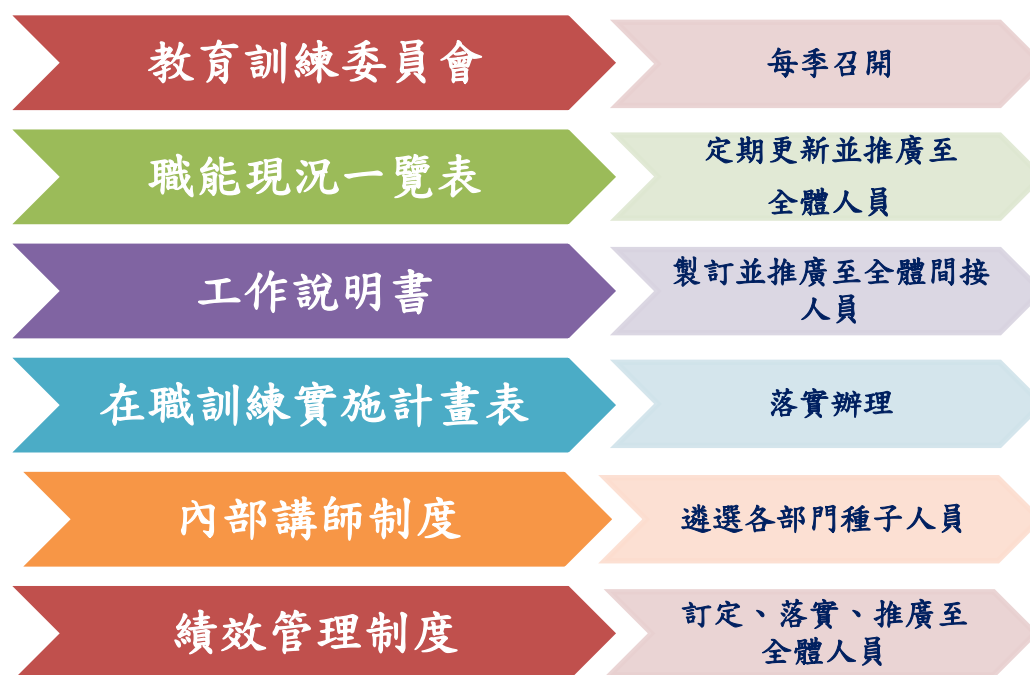 教育訓練委員會
每季召開
職能現況一覽表
定期更新並推廣至
全體人員
工作說明書
製訂並推廣至全體間接
人員
在職訓練實施計畫表
落實辦理
內部講師制度
遴選各部門種子人員
績效管理制度
訂定、落實、推廣至
全體人員